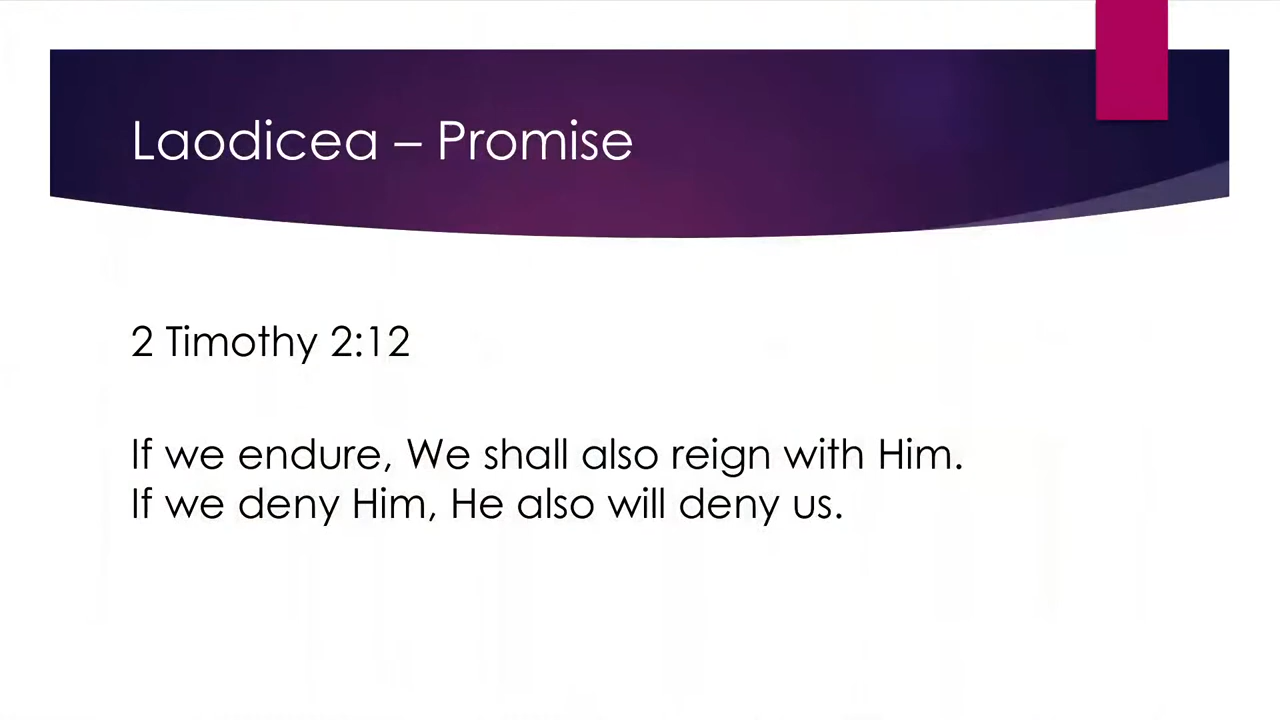 Laodicea – Promise
2 Timothy 2:12
If we endure, We shall also reign with Him.
If we deny Him, He also will deny us.